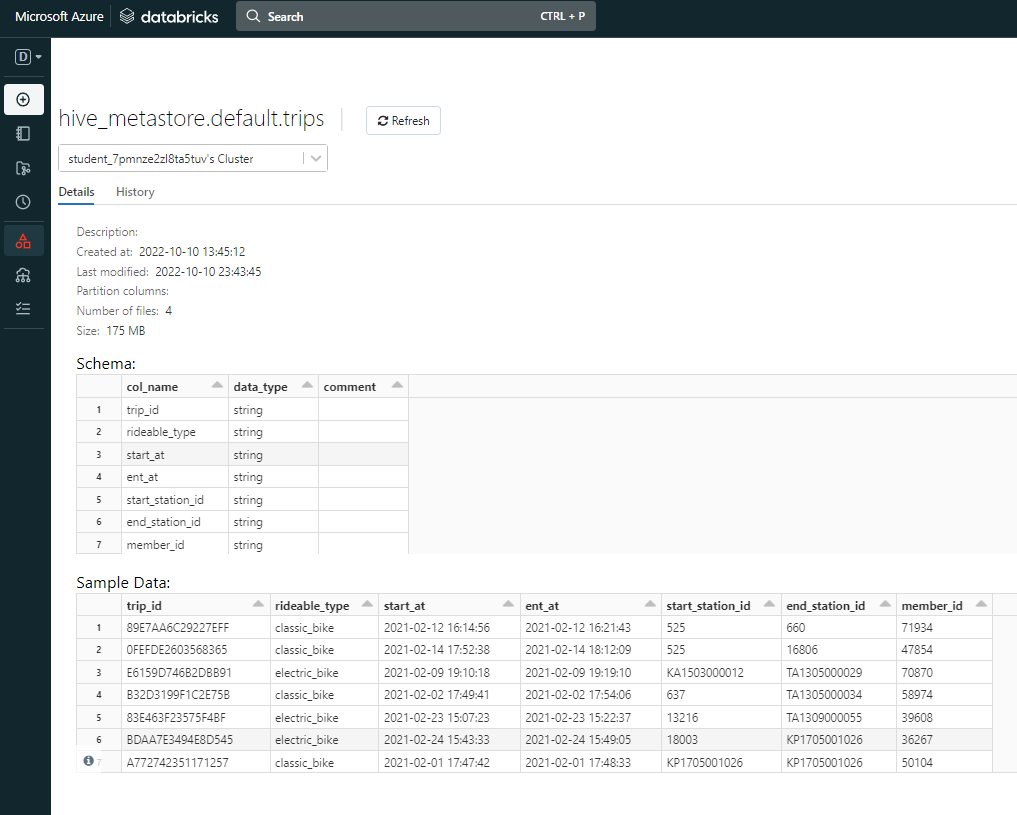 Microsoft Azure databricks Search CTRL + P
D
hive_metastore.default.trips Refresh
student_7pmnze2zl8ta5tuv's Cluster
Details History
Description:
Created at: 2022-10-10 13:45:12
Last modified: 2022-10-10 23:43:45
Partition columns:
Number of files: 4
Size: 175 MB
Schema:
col_name data_type comment
1 trip_id string
2 rideable_type string
3 start_at string
4 ent_at string
5 start_station_id string
6 end_station_id string
7 member_id string
Sample Data:
trip_id rideable_type start_at ent_at start_station_id end_station_id member_id
1 89E7AA6C29227EFF classic_bike 2021-02-12 16:14:56 2021-02-12 16:21:43 525 660 71934
2 0FEFDE2603568365 classic_bike 2021-02-14 17:52:38 2021-02-14 18:12:09 525 16806 47854
3 E6159D746B2DBB91 electric_bike 2021-02-09 19:10:18 2021-02-09 19:19:10 KA1503000012 TA1305000029 70870
4 B32D3199F1C2E75B classic_bike 2021-02-02 17:49:41 2021-02-02 17:54:06 637 TA1305000034 58974
5 83E463F23575F4BF electric_bike 2021-02-23 15:07:23 2021-02-23 15:22:37 13216 TA1309000055 39608
6 BDAA7E3494E8D545 electric_bike 2021-02-24 15:43:33 2021-02-24 15:49:05 18003 KP1705001026 36267
7 A772742351171257 classic_bike 2021-02-01 17:47:42 2021-02-01 17:48:33 KP1705001026 KP1705001026 50104